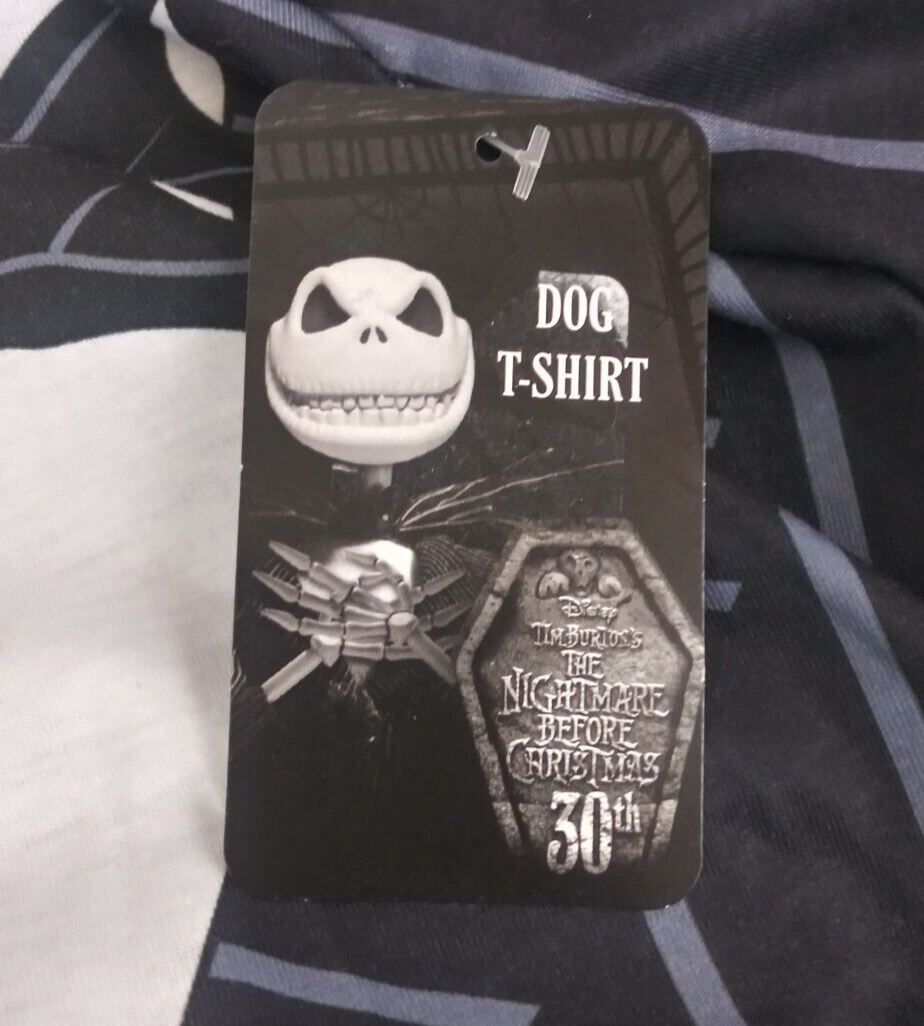 DOG
T-SHIRT
Disney
TIM BURTON'S
THE
NIGHTMARE
BEFORE
CHRISTMAS
30th